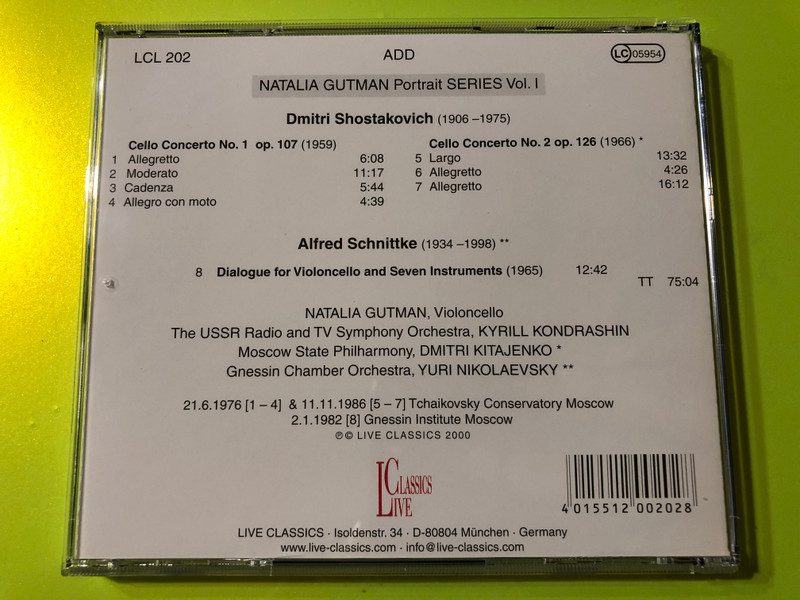 LCL 202
ADD
LC 05954
NATALIA GUTMAN Portrait SERIES Vol. I
Dmitri Shostakovich (1906 –1975)
Cello Concerto No. 1 op. 107 (1959)
1 Allegretto 6:08
2 Moderato 11:17
3 Cadenza 5:44
4 Allegro con moto 4:39
Cello Concerto No. 2 op. 126 (1966) *
5 Largo 13:32
6 Allegretto 4:26
7 Allegretto 16:12
Alfred Schnittke (1934 –1998) **
8 Dialogue for Violoncello and Seven Instruments (1965) 12:42
TT 75:04
NATALIA GUTMAN, Violoncello
The USSR Radio and TV Symphony Orchestra, KYRILL KONDRASHIN
Moscow State Philharmony, DMITRI KITAJENKO *
Gnessin Chamber Orchestra, YURI NIKOLAEVSKY **
21.6.1976 [1 – 4] & 11.11.1986 [5 – 7] Tchaikovsky Conservatory Moscow
2.1.1982 [8] Gnessin Institute Moscow
℗© LIVE CLASSICS 2000
CLASSICS
LIVE
4 015512 002028
LIVE CLASSICS · Isoldenstr. 34 · D-80804 München · Germany
www.live-classics.com · info@live-classics.com